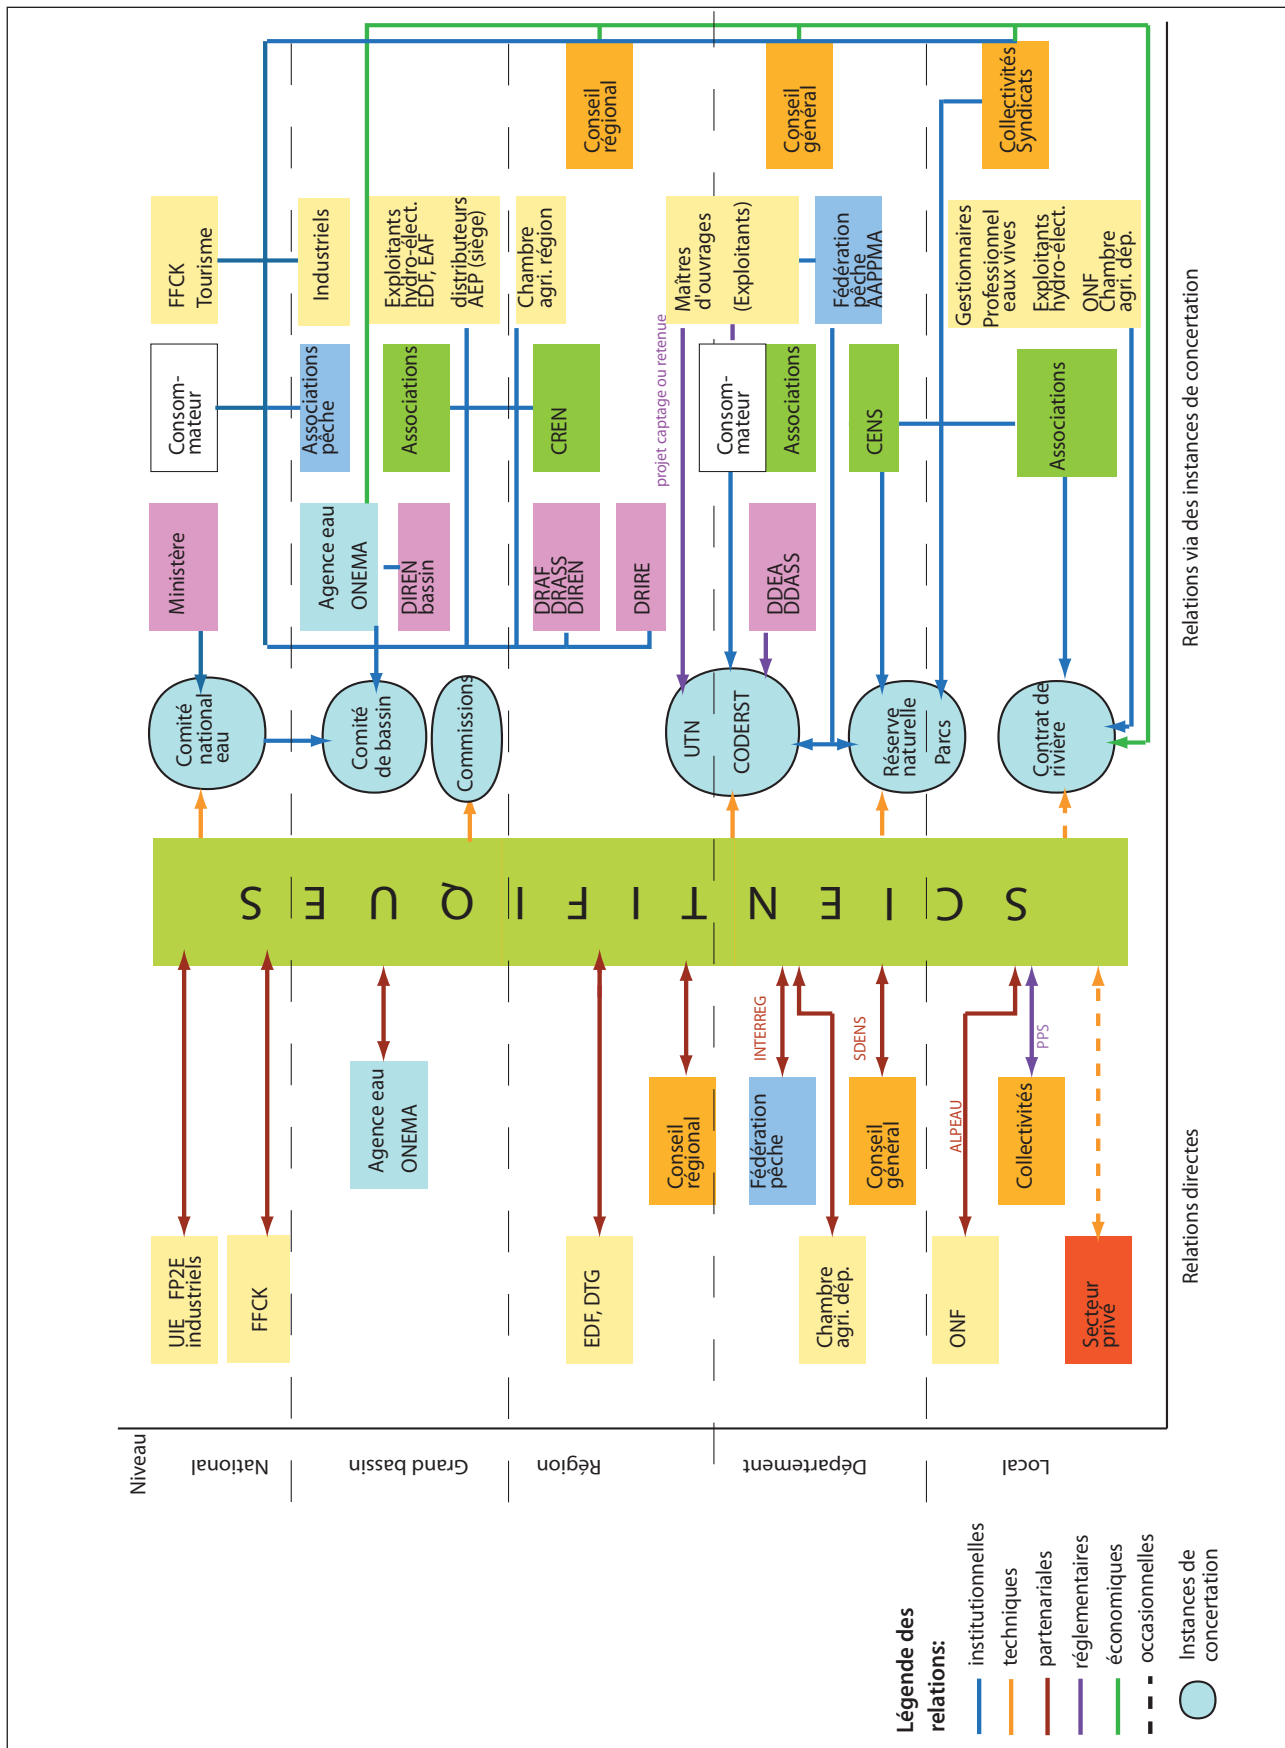 Niveau
National
Grand bassin
Région
Département
Local
UIE FP2E
industriels
FFCK
EDF, DTG
Chambre
agri. dép.
ONF
Secteur
privé
Agence eau
ONEMA
Conseil
régional
Fédération
pêche
Conseil
général
Collectivités
INTERREG
SDENS
ALPEAU
PPS
Relations directes
SCIENTIFIQUES
Comité
national
eau
Comité
de bassin
Commissions
UTN
CODERST
Réserve
naturelle
Parcs
Contrat de
rivière
Ministère
Agence eau
ONEMA
DIREN
bassin
DRAF
DRASS
DIREN
DRIRE
DDEA
DDASS
projet captage ou retenue
Consom-
mateur
Associations
pêche
Associations
CREN
Consom-
mateur
Associations
CENS
Associations
FFCK
Tourisme
Industriels
Exploitants
hydro-élect.
EDF, EAF
distributeurs
AEP (siège)
Chambre
agri. région
Maîtres
d'ouvrages
(Exploitants)
Fédération
pêche
AAPPMA
Gestionnaires
Professionnel
eaux vives
Exploitants
hydro-élect.
ONF
Chambre
agri. dép.
Conseil
régional
Conseil
général
Collectivités
Syndicats
Relations via des instances de concertation
Légende des
relations:
institutionnelles
techniques
partenariales
réglementaires
économiques
occasionnelles
Instances de
concertation